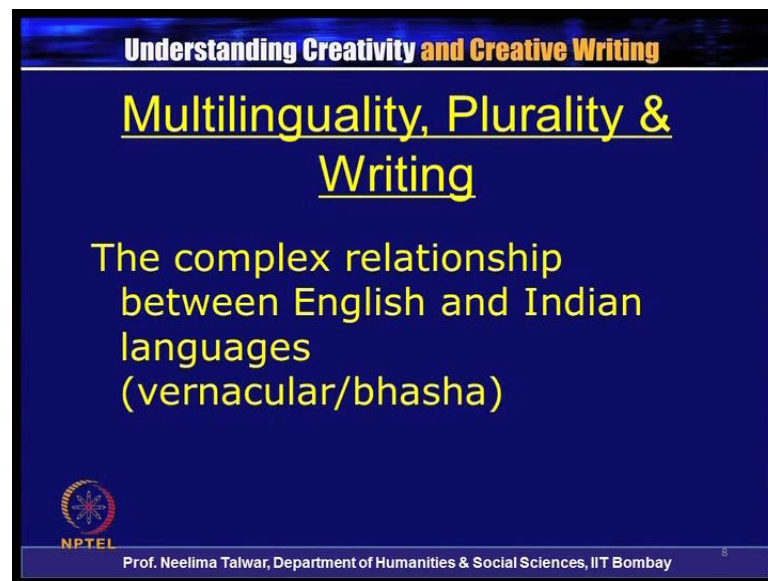 Understanding Creativity and Creative Writing
Multilinguality, Plurality &
Writing
The complex relationship
between English and Indian
languages
(vernacular/bhasha)
NPTEL
8
Prof. Neelima Talwar, Department of Humanities & Social Sciences, IIT Bombay